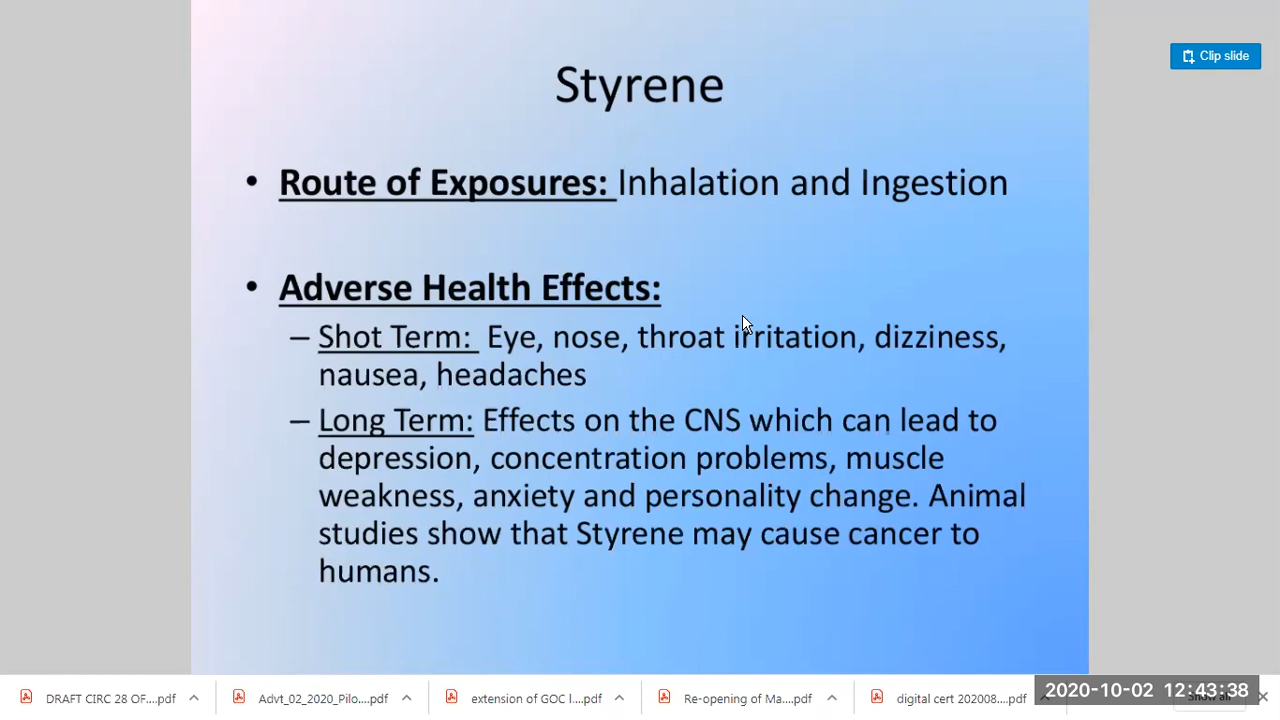 Clip slide
Styrene
• Route of Exposures: Inhalation and Ingestion
• Adverse Health Effects:
– Shot Term: Eye, nose, throat irritation, dizziness,
nausea, headaches
– Long Term: Effects on the CNS which can lead to
depression, concentration problems, muscle
weakness, anxiety and personality change. Animal
studies show that Styrene may cause cancer to
humans.
2020-10-02 12:43:38
DRAFT CIRC 28 OF....pdf
Advt_02_2020_Pilo....pdf
extension of GOC l....pdf
Re-opening of Ma....pdf
digital cert 202008....pdf
Show all